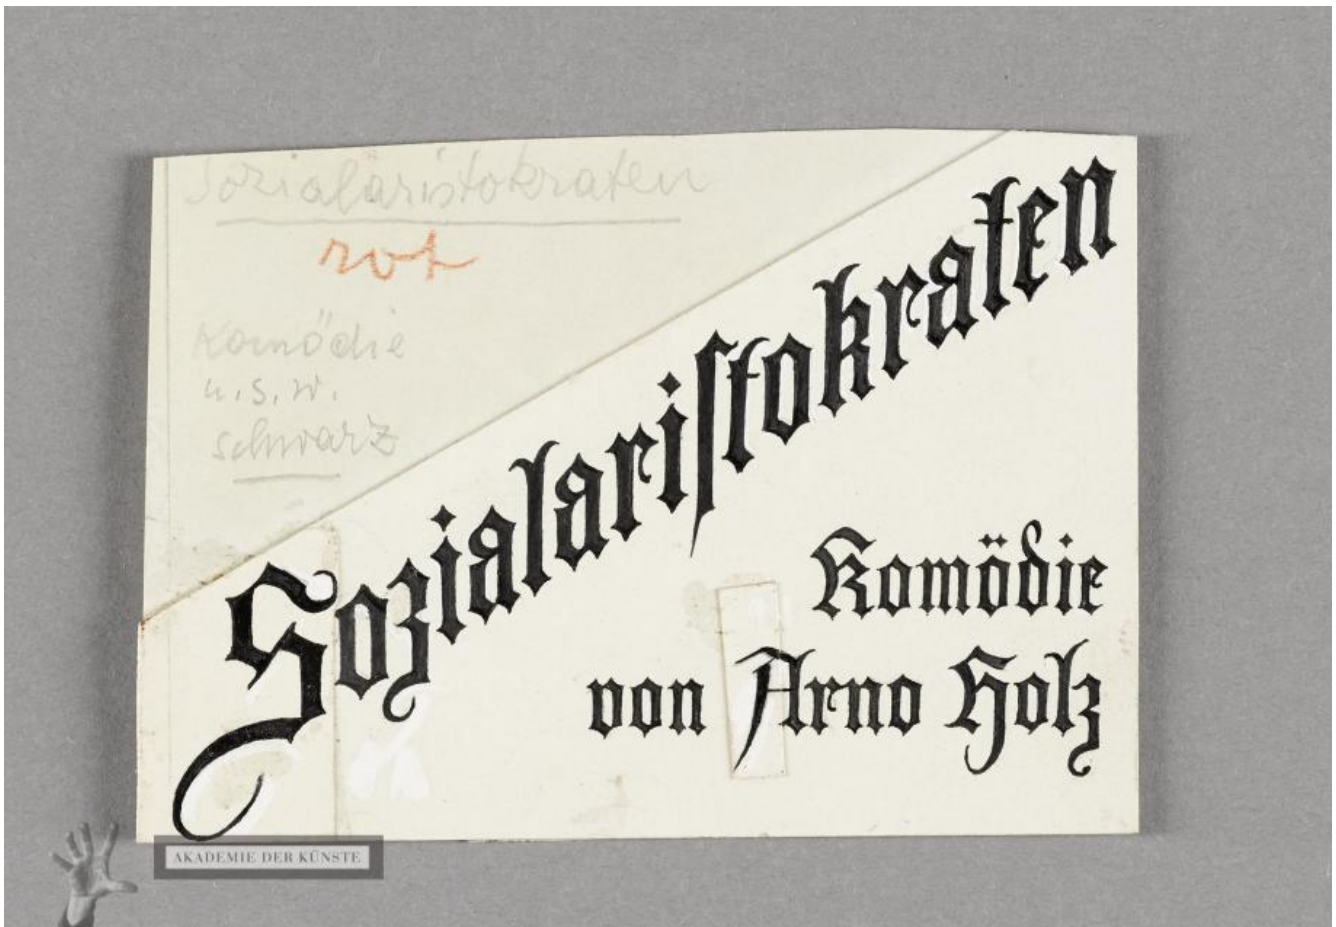 Sozialaristokraten
rot
Komödie
u.s.w.
schwarz
Sozialariſtokraten
Komödie
von Arno Holz
AKADEMIE DER KÜNSTE